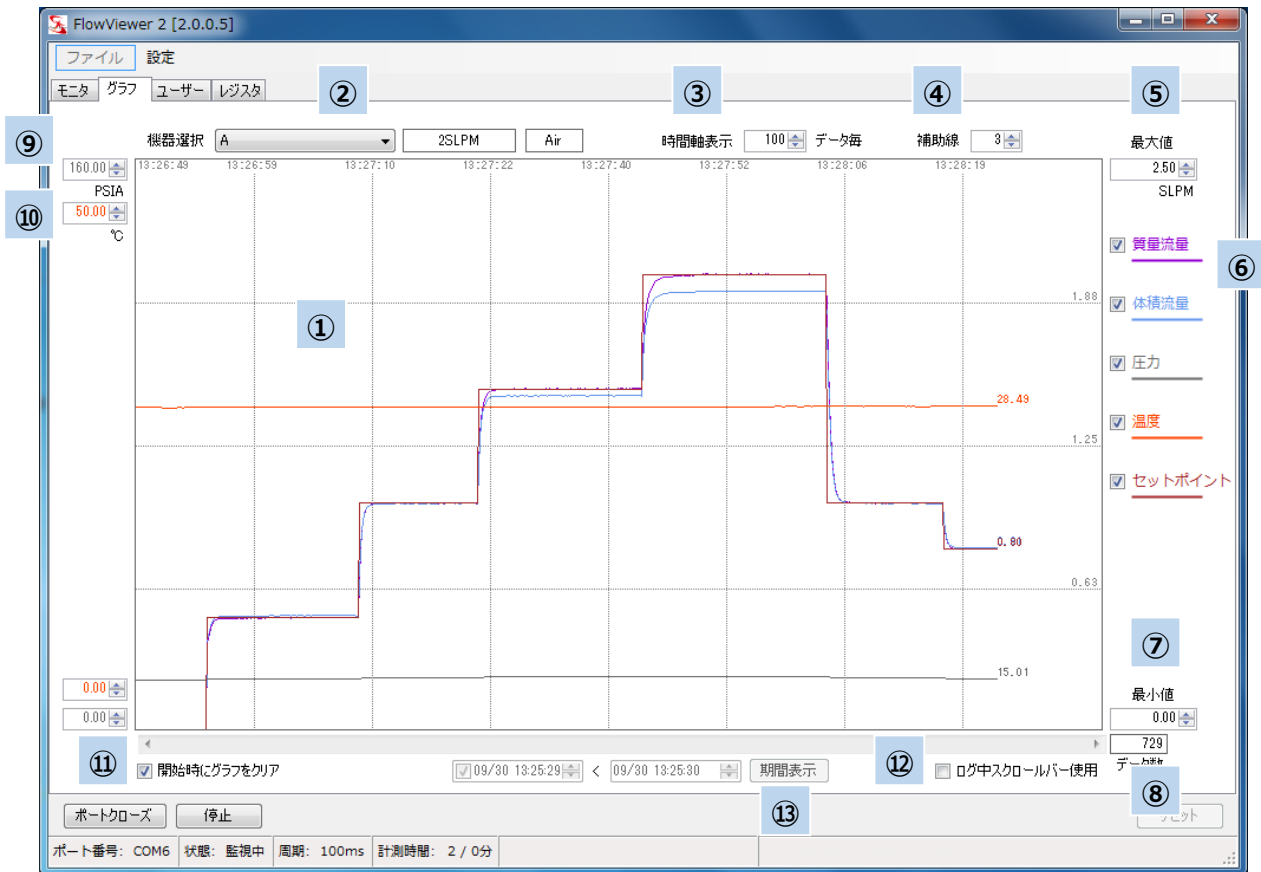 FlowViewer 2 [2.0.0.5]
ファイル 設定
モニタ グラフ ユーザー レジスタ
② ③ ④ ⑤
⑨ 機器選択 A 2SLPM Air 時間軸表示 100 データ毎 補助線 3 最大値
160.00 13:26:49 13:26:59 13:27:10 13:27:22 13:27:40 13:27:52 13:28:06 13:28:19 2.50
PSIA SLPM
⑩ 50.00
℃
質量流量 ⑥
1.88 体積流量
①
圧力
28.49
温度
1.25
セットポイント
0.80
0.63
⑦
15.01
0.00 最小値
0.00 0.00
729
⑪ 開始時にグラフをクリア 09/30 13:25:29 < 09/30 13:25:30 期間表示 ⑫ ログ中スクロールバー使用 データ数
⑧
ポートクローズ 停止 ⑬
ポート番号: COM6 状態: 監視中 周期: 100ms 計測時間: 2 / 0分